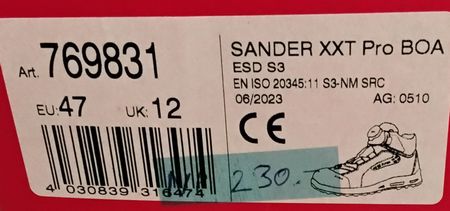 Art. 769831
EU: 47 UK: 12
4 030839 316474
SANDER XXT Pro BOA
ESD S3
EN ISO 20345:11 S3-NM SRC
06/2023 AG: 0510
CE
230.-